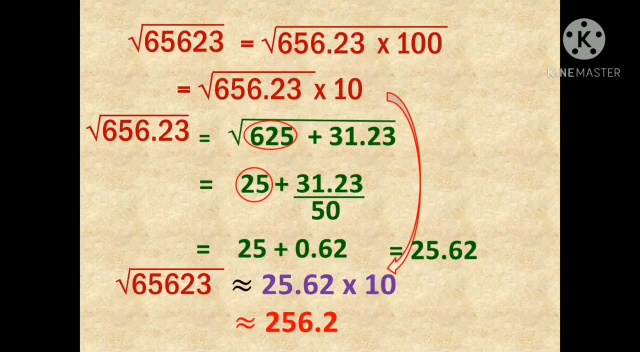 √65623 = √656.23 x 100
= √656.23 x 10
√656.23 = √625 + 31.23
= 25 + 31.23/50
= 25 + 0.62 = 25.62
√65623 ≈ 25.62 x 10
≈ 256.2
KINEMASTER